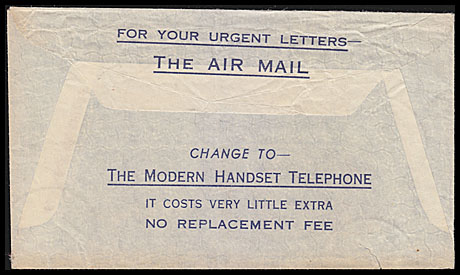 FOR YOUR URGENT LETTERS—
THE AIR MAIL
CHANGE TO—
THE MODERN HANDSET TELEPHONE
IT COSTS VERY LITTLE EXTRA
NO REPLACEMENT FEE